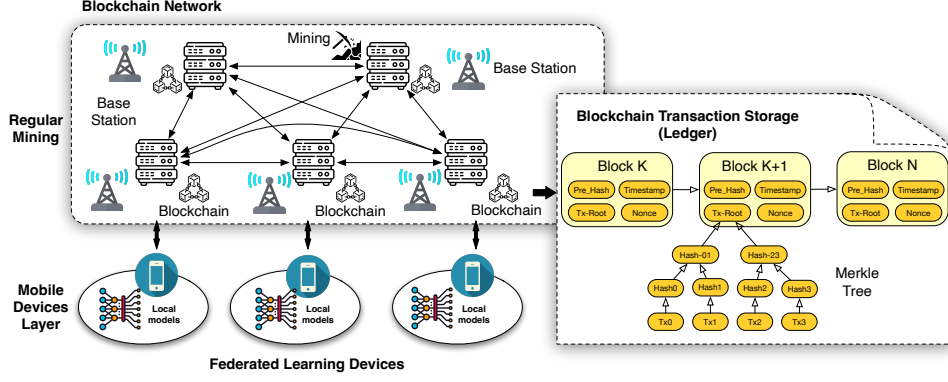 Blockchain Network
Mining
Base Station
Base
Station
Regular
Mining
Blockchain
Blockchain
Blockchain
Mobile
Devices
Layer
Local
models
Local
models
Local
models
Federated Learning Devices
Blockchain Transaction Storage
(Ledger)
Block K
Pre_Hash
Timestamp
Tx-Root
Nonce
Block K+1
Pre_Hash
Timestamp
Tx-Root
Nonce
Block N
Pre_Hash
Timestamp
Tx-Root
Nonce
Hash-01
Hash-23
Hash0
Hash1
Hash2
Hash3
Merkle
Tree
Tx0
Tx1
Tx2
Tx3